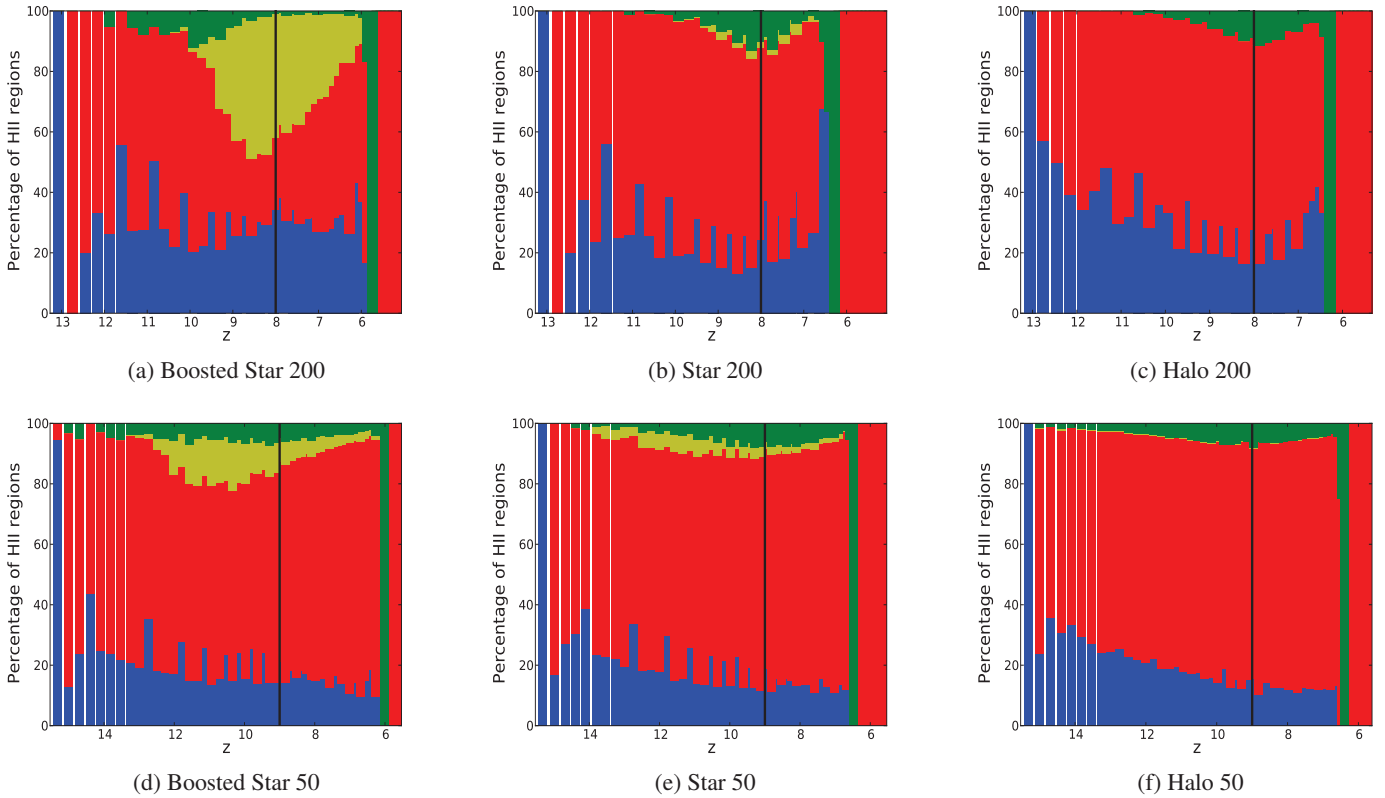 100
80
60
40
20
0
Percentage of HII regions
13 12 11 10 9 8 7 6
z
(a) Boosted Star 200
100
80
60
40
20
0
Percentage of HII regions
13 12 11 10 9 8 7 6
z
(b) Star 200
100
80
60
40
20
0
Percentage of HII regions
13 12 11 10 9 8 7 6
z
(c) Halo 200
100
80
60
40
20
0
Percentage of HII regions
14 12 10 8 6
z
(d) Boosted Star 50
100
80
60
40
20
0
Percentage of HII regions
14 12 10 8 6
z
(e) Star 50
100
80
60
40
20
0
Percentage of HII regions
14 12 10 8 6
z
(f) Halo 50